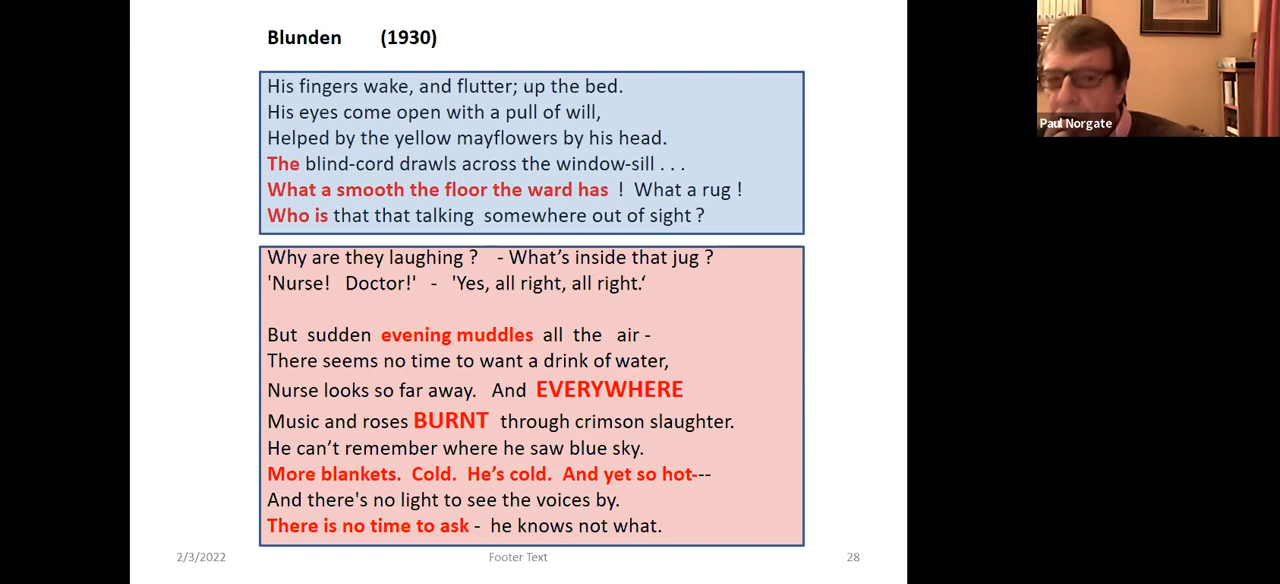 Blunden (1930)
His fingers wake, and flutter; up the bed.
His eyes come open with a pull of will,
Helped by the yellow mayflowers by his head.
The blind-cord drawls across the window-sill . . .
What a smooth the floor the ward has ! What a rug !
Who is that that talking somewhere out of sight ?
Why are they laughing ? - What’s inside that jug ?
'Nurse! Doctor!' - 'Yes, all right, all right.‘
But sudden evening muddles all the air -
There seems no time to want a drink of water,
Nurse looks so far away. And EVERYWHERE
Music and roses BURNT through crimson slaughter.
He can’t remember where he saw blue sky.
More blankets. Cold. He’s cold. And yet so hot---
And there's no light to see the voices by.
There is no time to ask - he knows not what.
2/3/2022
Footer Text
28
Paul Norgate